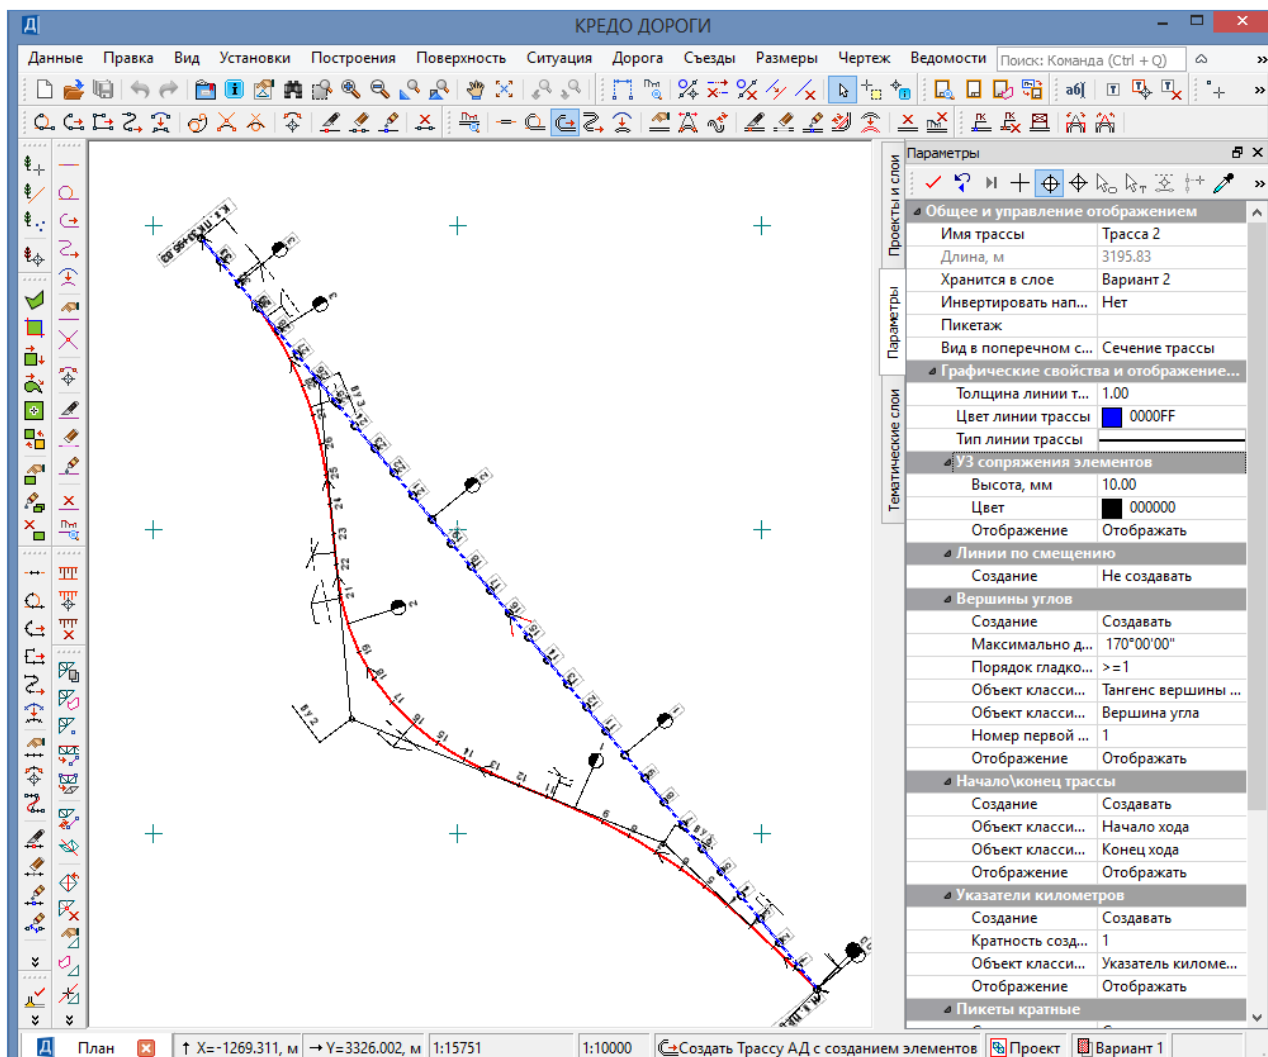 КРЕДО ДОРОГИ
Данные Правка Вид Установки Построения Поверхность Ситуация Дорога Съезды Размеры Чертеж Ведомости Поиск: Команда (Ctrl + Q)
Параметры
Проекты и слои
Параметры
Тематические слои
Общее и управление отображением
Имя трассы Трасса 2
Длина, м 3195.83
Хранится в слое Вариант 2
Инвертировать нап... Нет
Пикетаж
Вид в поперечном с... Сечение трассы
Графические свойства и отображение...
Толщина линии т... 1.00
Цвет линии трассы 0000FF
Тип линии трассы
УЗ сопряжения элементов
Высота, мм 10.00
Цвет 000000
Отображение Отображать
Линии по смещению
Создание Не создавать
Вершины углов
Создание Создавать
Максимально д... 170°00'00"
Порядок гладко... >=1
Объект класси... Тангенс вершины ...
Объект класси... Вершина угла
Номер первой ... 1
Отображение Отображать
Начало\конец трассы
Создание Создавать
Объект класси... Начало хода
Объект класси... Конец хода
Отображение Отображать
Указатели километров
Создание Создавать
Кратность созд... 1
Объект класси... Указатель киломе...
Отображение Отображать
Пикеты кратные
ВУ 3
ВУ 2
План X=-1269.311, м Y=3326.002, м 1:15751 1:10000 Создать Трассу АД с созданием элементов Проект Вариант 1